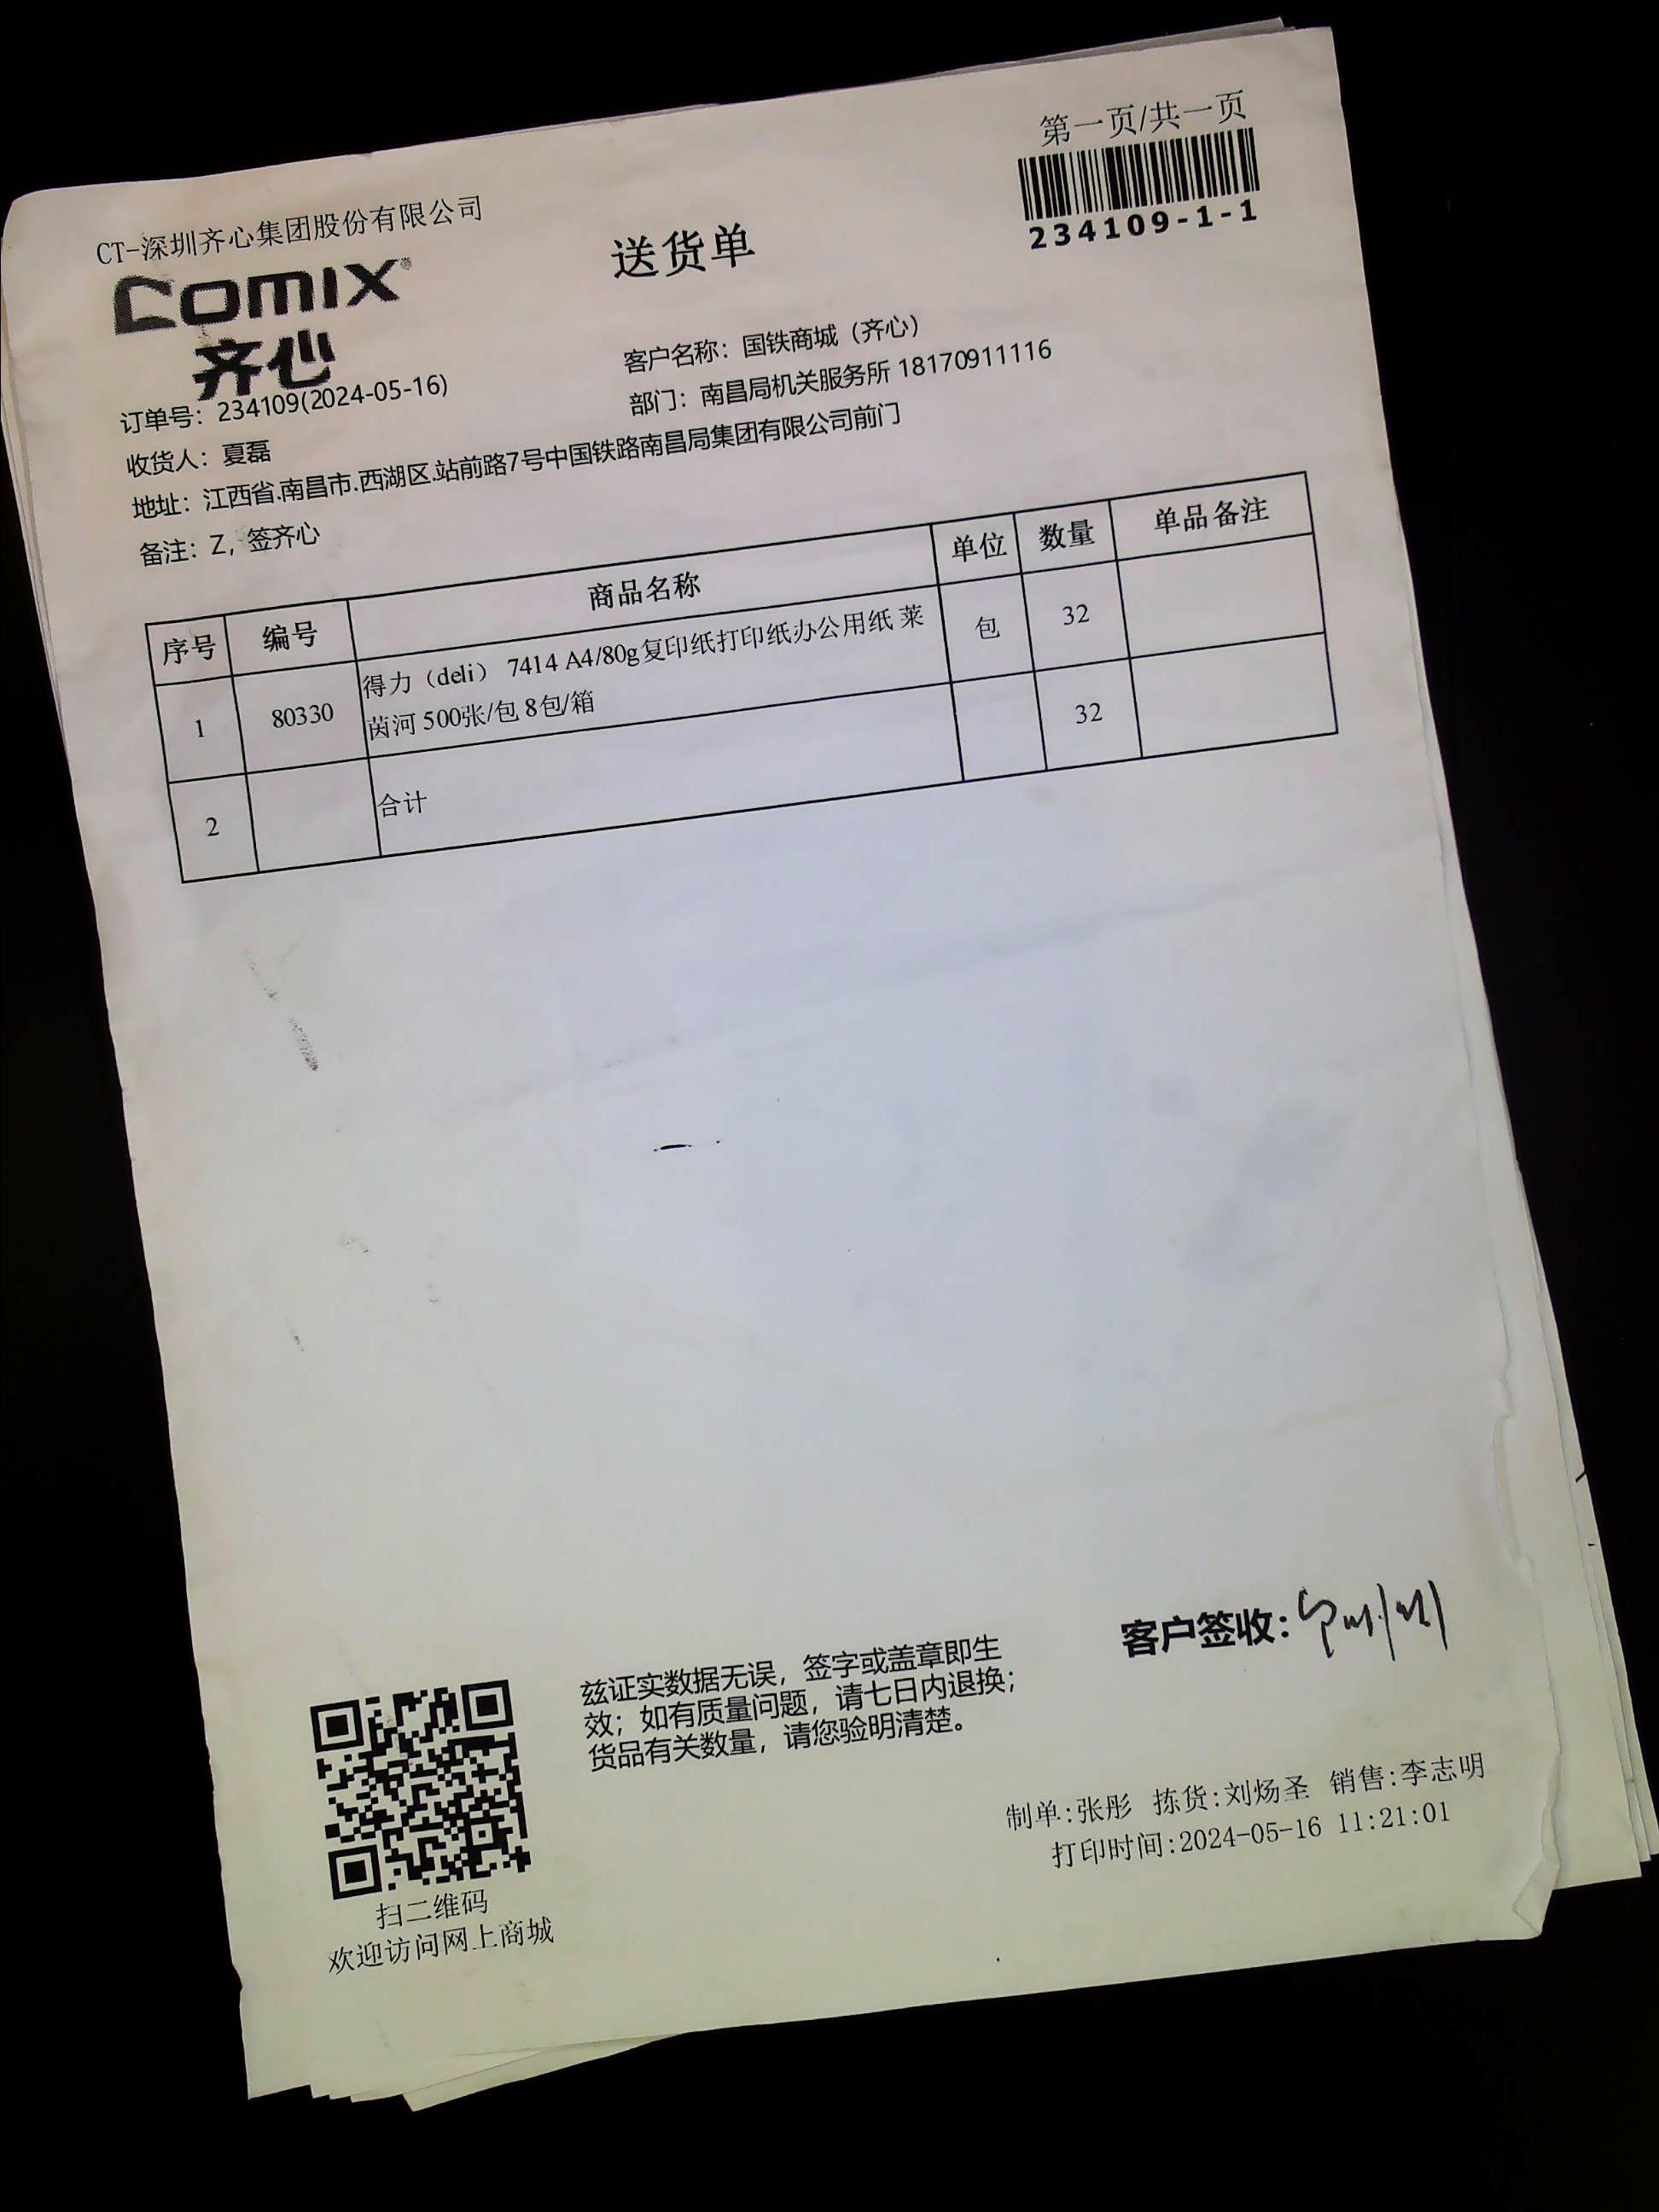 第一页/共一页
234109-1-1
CT-深圳齐心集团股份有限公司
COMIX
齐心
送货单
客户名称：国铁商城（齐心）
订单号：234109(2024-05-16)
部门：南昌局机关服务所 18170911116
收货人：夏磊
地址：江西省.南昌市.西湖区.站前路7号中国铁路南昌局集团有限公司前门
备注：Z，签齐心
序号 编号 商品名称 单位 数量 单品备注
1 80330 得力（deli） 7414 A4/80g复印纸打印纸办公用纸 莱
茵河 500张/包 8包/箱 包 32
2 合计 32
客户签收：
兹证实数据无误，签字或盖章即生
效；如有质量问题，请七日内退换；
货品有关数量，请您验明清楚。
扫二维码
欢迎访问网上商城
制单:张彤 拣货:刘炀圣 销售:李志明
打印时间:2024-05-16 11:21:01